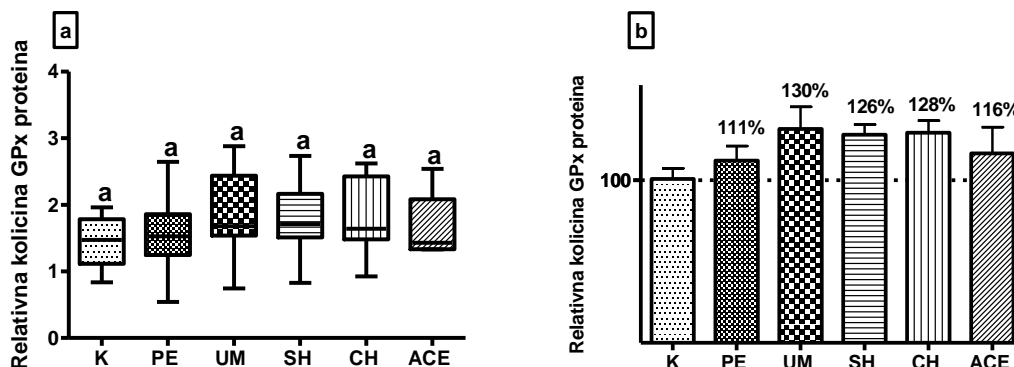 a
Relativna kolicina GPx proteina
4
3
2
1
0
a a a a a a
K PE UM SH CH ACE
b
Relativna kolicina GPx proteina
100
111% 130% 126% 128% 116%
K PE UM SH CH ACE